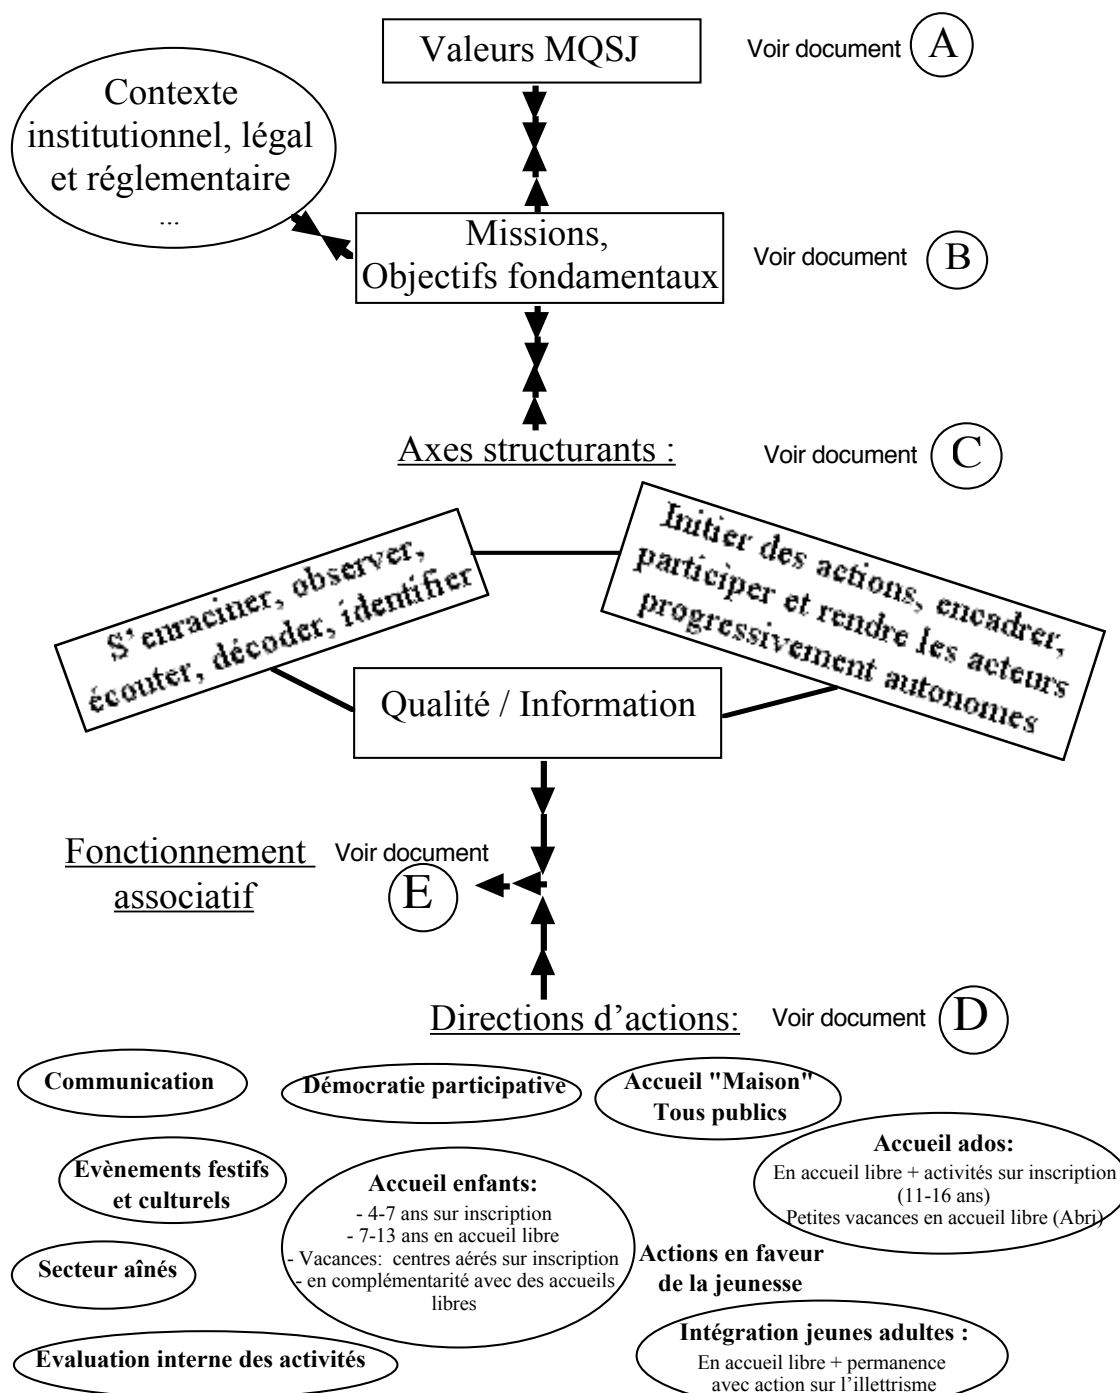 Valeurs MQSJ
Voir document A
Contexte
institutionnel, légal
et réglementaire
...
Missions,
Objectifs fondamentaux
Voir document B
Axes structurants :
Voir document C
S'enraciner, observer,
écouter, décoder, identifier
Initier des actions, encadrer,
participer et rendre les acteurs
progressivement autonomes
Qualité / Information
Fonctionnement
associatif
Voir document
E
Directions d’actions:
Voir document D
Communication
Démocratie participative
Accueil "Maison"
Tous publics
Evènements festifs
et culturels
Accueil enfants:
- 4-7 ans sur inscription
- 7-13 ans en accueil libre
- Vacances: centres aérés sur inscription
- en complémentarité avec des accueils
libres
Accueil ados:
En accueil libre + activités sur inscription
(11-16 ans)
Petites vacances en accueil libre (Abri)
Secteur aînés
Actions en faveur
de la jeunesse
Evaluation interne des activités
Intégration jeunes adultes :
En accueil libre + permanence
avec action sur l’illettrisme